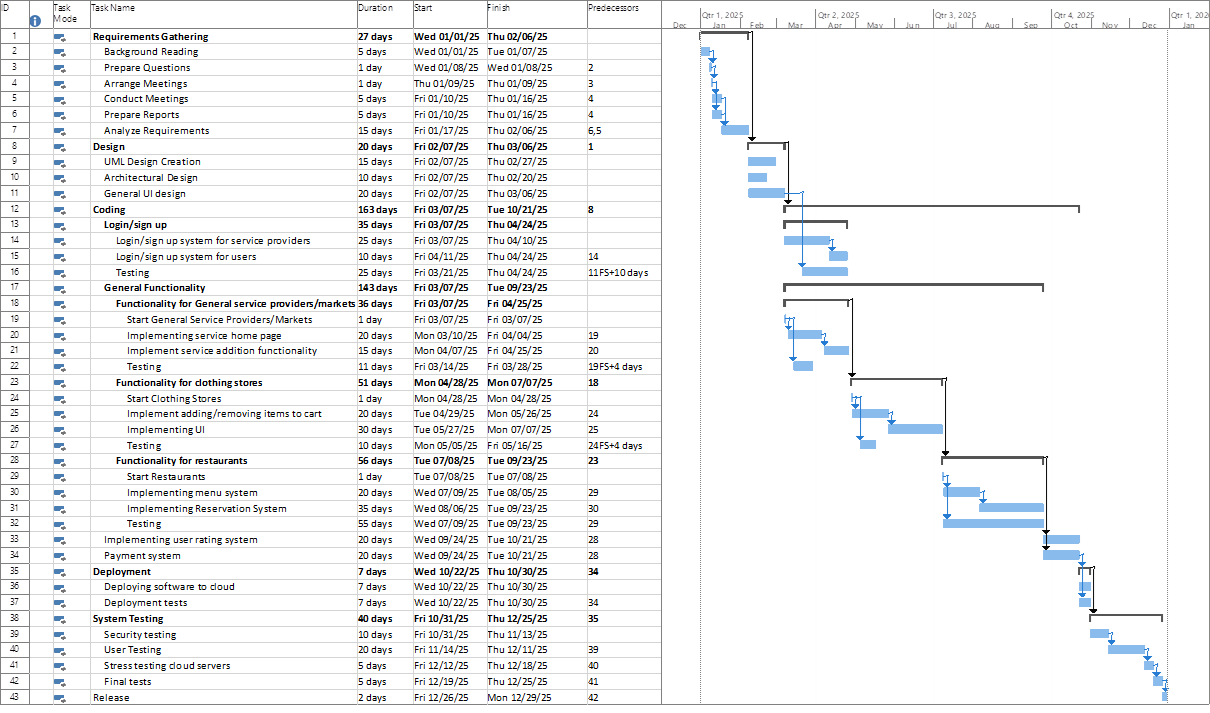 ID Task Mode Task Name Duration Start Finish Predecessors
Qtr 1, 2025 Qtr 2, 2025 Qtr 3, 2025 Qtr 4, 2025 Qtr 1, 202
Dec Jan Feb Mar Apr May Jun Jul Aug Sep Oct Nov Dec Jan
1 Requirements Gathering 27 days Wed 01/01/25 Thu 02/06/25
2 Background Reading 5 days Wed 01/01/25 Tue 01/07/25
3 Prepare Questions 1 day Wed 01/08/25 Wed 01/08/25 2
4 Arrange Meetings 1 day Thu 01/09/25 Thu 01/09/25 3
5 Conduct Meetings 5 days Fri 01/10/25 Thu 01/16/25 4
6 Prepare Reports 5 days Fri 01/10/25 Thu 01/16/25 4
7 Analyze Requirements 15 days Fri 01/17/25 Thu 02/06/25 6,5
8 Design 20 days Fri 02/07/25 Thu 03/06/25 1
9 UML Design Creation 15 days Fri 02/07/25 Thu 02/27/25
10 Architectural Design 10 days Fri 02/07/25 Thu 02/20/25
11 General UI design 20 days Fri 02/07/25 Thu 03/06/25
12 Coding 163 days Fri 03/07/25 Tue 10/21/25 8
13 Login/sign up 35 days Fri 03/07/25 Thu 04/24/25
14 Login/sign up system for service providers 25 days Fri 03/07/25 Thu 04/10/25
15 Login/sign up system for users 10 days Fri 04/11/25 Thu 04/24/25 14
16 Testing 25 days Fri 03/21/25 Thu 04/24/25 11FS+10 days
17 General Functionality 143 days Fri 03/07/25 Tue 09/23/25
18 Functionality for General service providers/markets 36 days Fri 03/07/25 Fri 04/25/25
19 Start General Service Providers/Markets 1 day Fri 03/07/25 Fri 03/07/25
20 Implementing service home page 20 days Mon 03/10/25 Fri 04/04/25 19
21 Implement service addition functionality 15 days Mon 04/07/25 Fri 04/25/25 20
22 Testing 11 days Fri 03/14/25 Fri 03/28/25 19FS+4 days
23 Functionality for clothing stores 51 days Mon 04/28/25 Mon 07/07/25 18
24 Start Clothing Stores 1 day Mon 04/28/25 Mon 04/28/25
25 Implement adding/removing items to cart 20 days Tue 04/29/25 Mon 05/26/25 24
26 Implementing UI 30 days Tue 05/27/25 Mon 07/07/25 25
27 Testing 10 days Mon 05/05/25 Fri 05/16/25 24FS+4 days
28 Functionality for restaurants 56 days Tue 07/08/25 Tue 09/23/25 23
29 Start Restaurants 1 day Tue 07/08/25 Tue 07/08/25
30 Implementing menu system 20 days Wed 07/09/25 Tue 08/05/25 29
31 Implementing Reservation System 35 days Wed 08/06/25 Tue 09/23/25 30
32 Testing 55 days Wed 07/09/25 Tue 09/23/25 29
33 Implementing user rating system 20 days Wed 09/24/25 Tue 10/21/25 28
34 Payment system 20 days Wed 09/24/25 Tue 10/21/25 28
35 Deployment 7 days Wed 10/22/25 Thu 10/30/25 34
36 Deploying software to cloud 7 days Wed 10/22/25 Thu 10/30/25
37 Deployment tests 7 days Wed 10/22/25 Thu 10/30/25 34
38 System Testing 40 days Fri 10/31/25 Thu 12/25/25 35
39 Security testing 10 days Fri 10/31/25 Thu 11/13/25
40 User Testing 20 days Fri 11/14/25 Thu 12/11/25 39
41 Stress testing cloud servers 5 days Fri 12/12/25 Thu 12/18/25 40
42 Final tests 5 days Fri 12/19/25 Thu 12/25/25 41
43 Release 2 days Fri 12/26/25 Mon 12/29/25 42